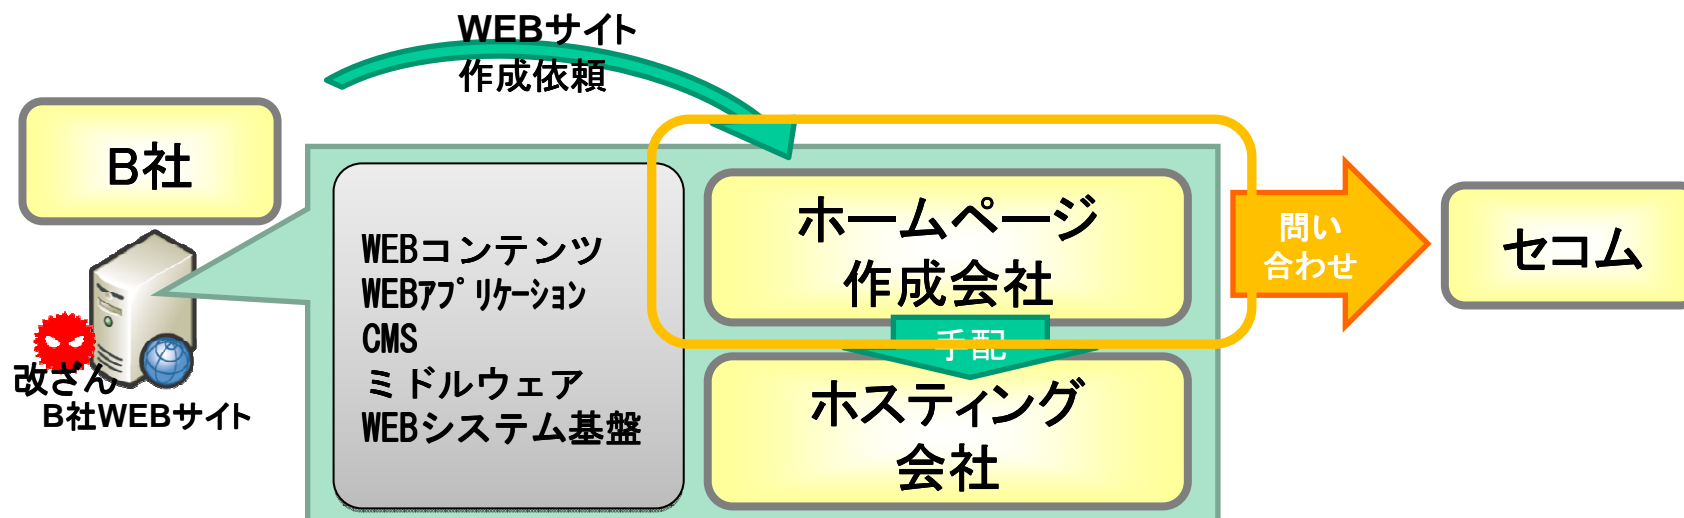 WEBサイト
作成依頼
B社
WEBコンテンツ
WEBｱﾌﾟﾘｹｰｼｮﾝ
CMS
ミドルウェア
WEBシステム基盤
ホームページ
作成会社
手配
ホスティング
会社
問い
合わせ
セコム
改ざん
B社WEBサイト